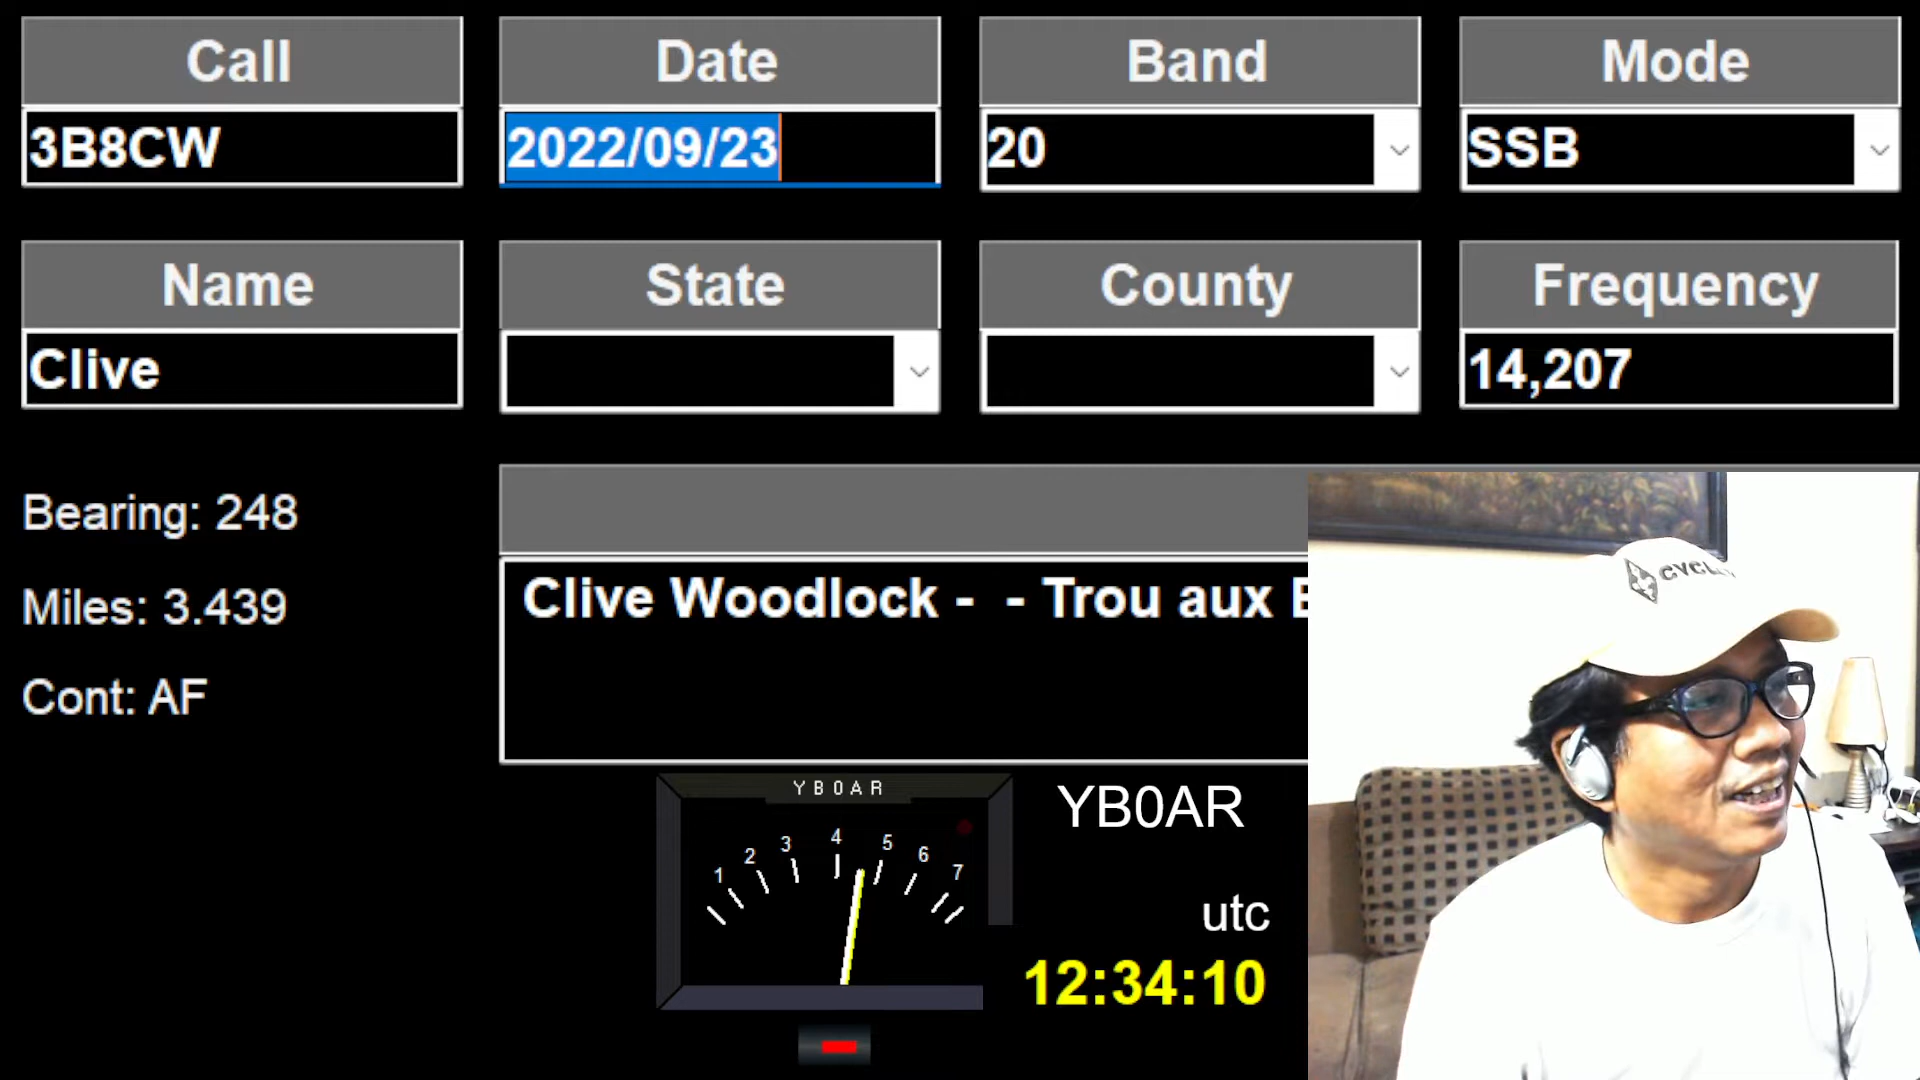 Call Date Band Mode
3B8CW 2022/09/23 20 SSB
Name State County Frequency
Clive 14,207
Bearing: 248
Miles: 3.439
Cont: AF
Clive Woodlock - - Trou aux
YB0AR
1 2 3 4 5 6 7
YB0AR
utc
12:34:10